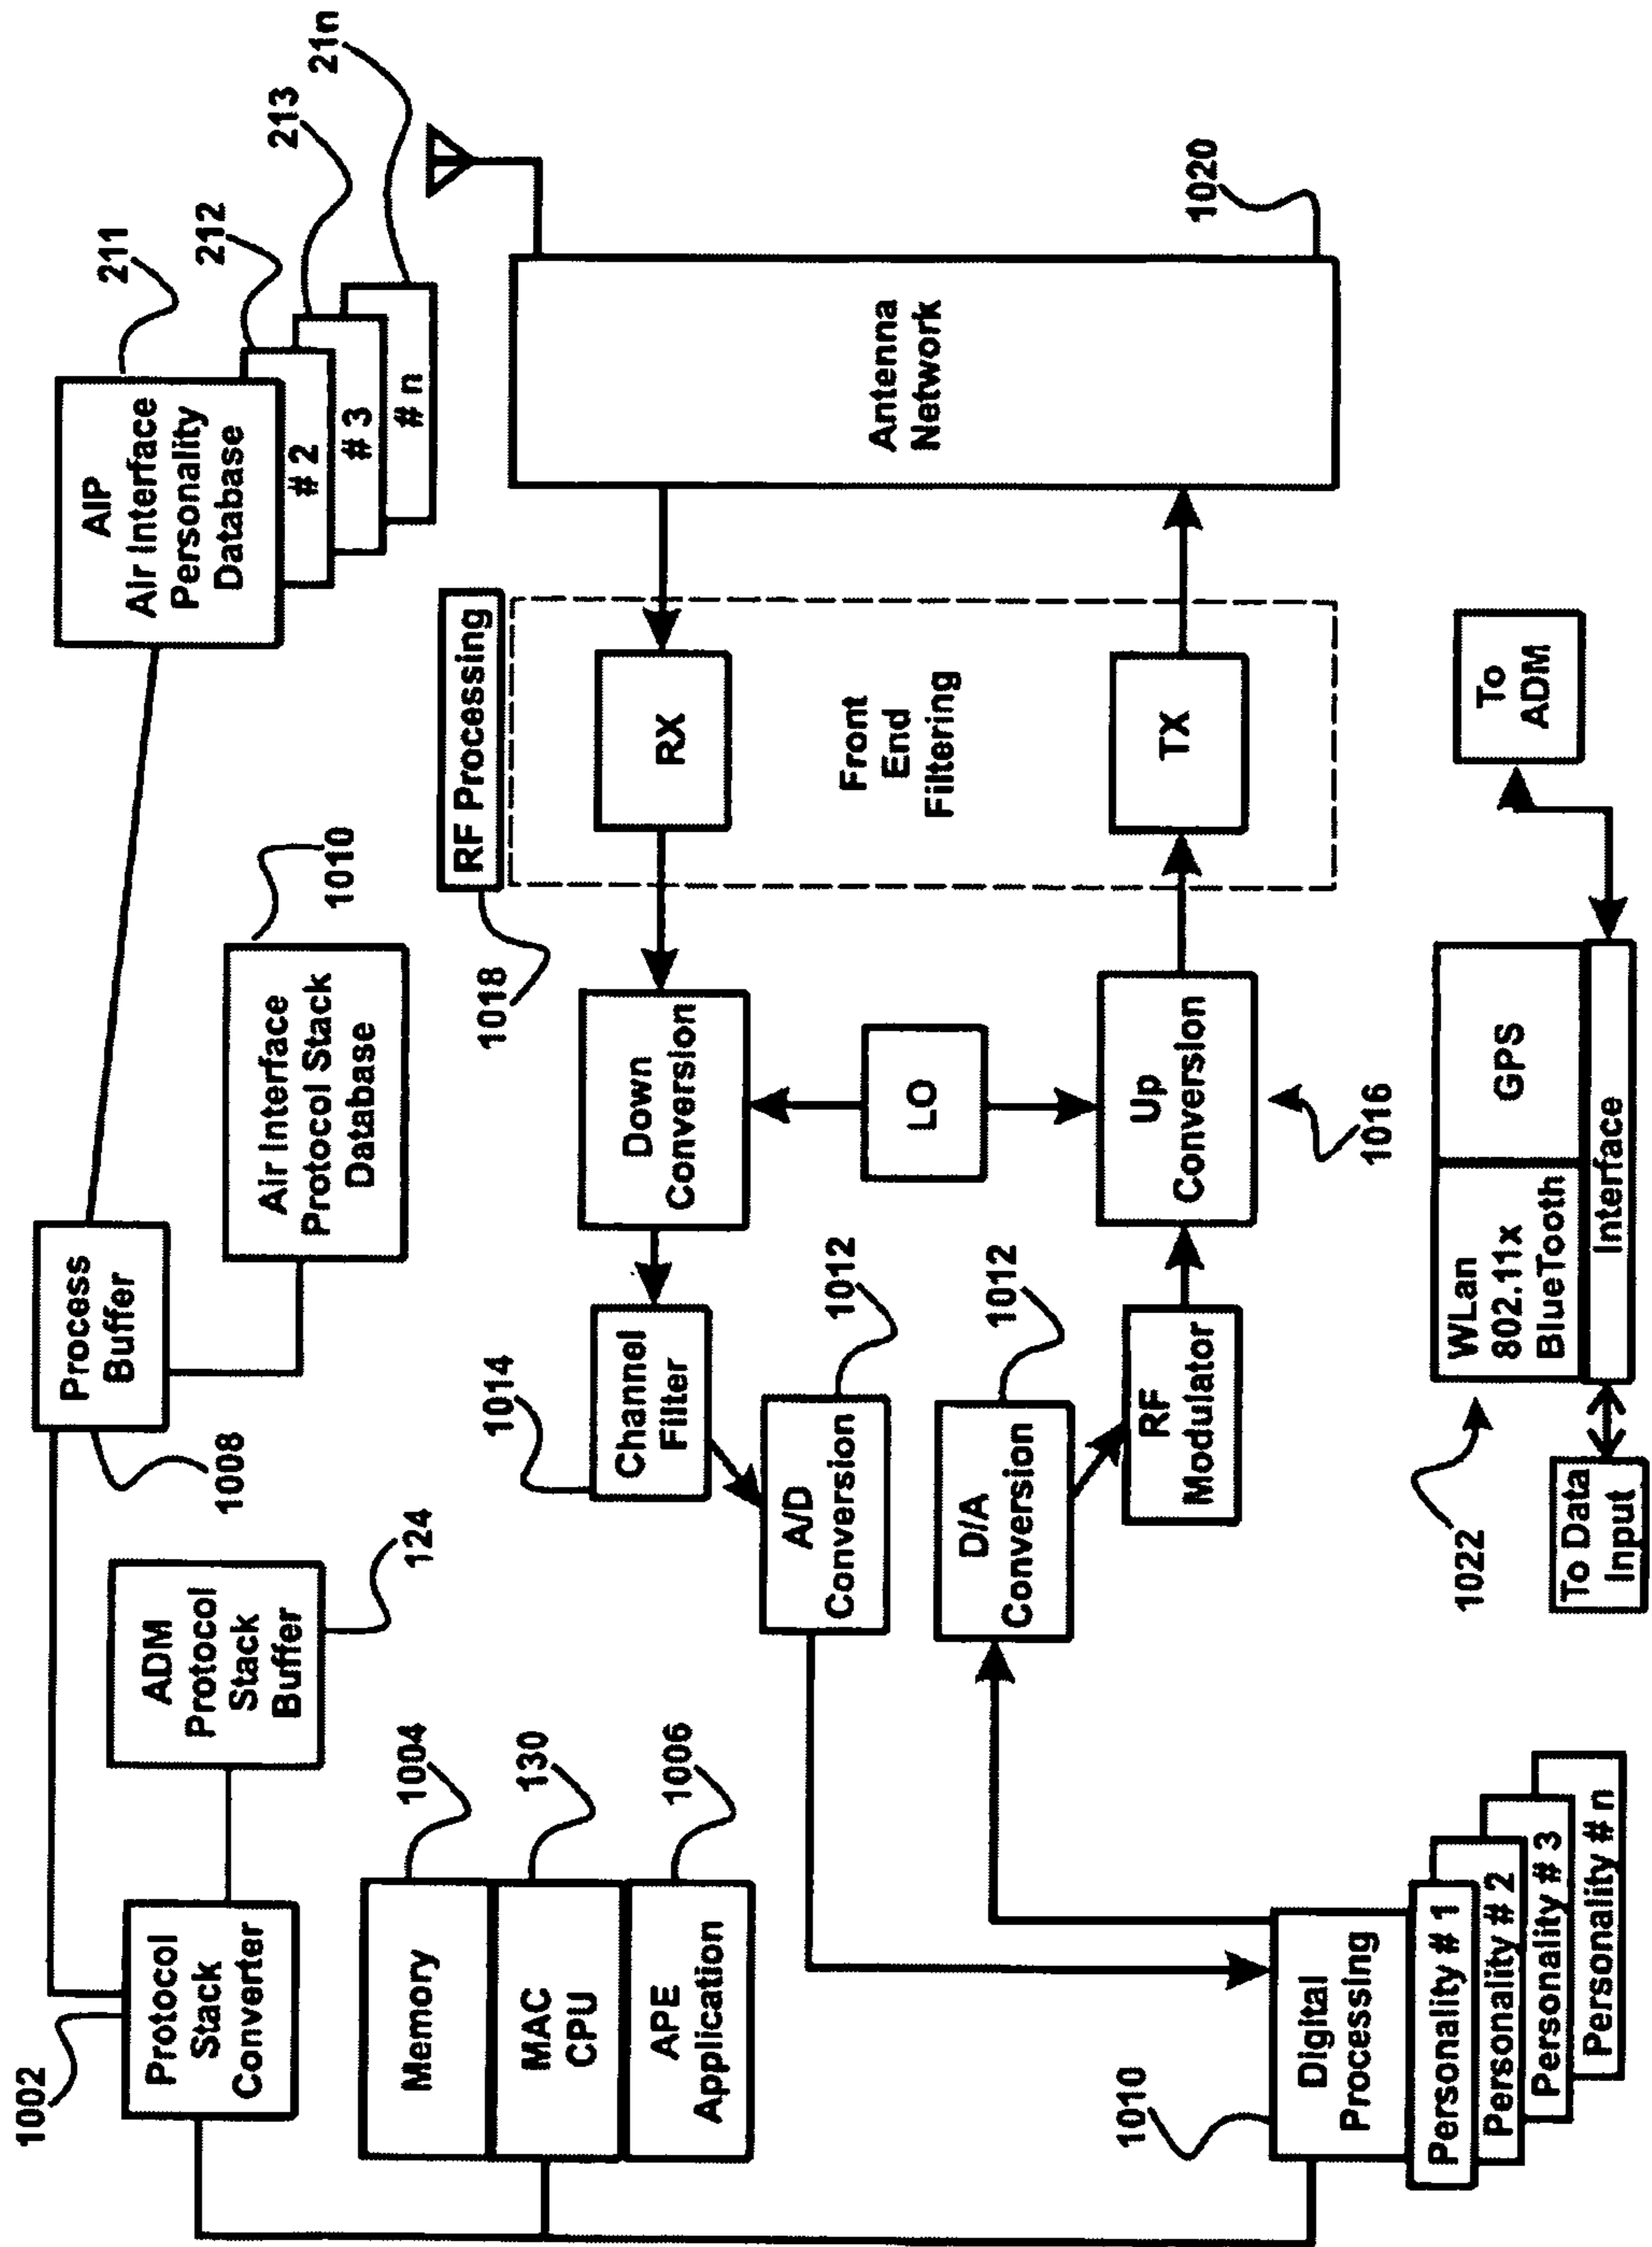 1002
Protocol
Stack
Converter
ADM
Protocol
Stack
Buffer
124
1008
Process
Buffer
Air Interface
Protocol Stack
Database
1010
AIP
Air Interface
Personality
Database
# 2
# 3
# n
211
212
213
21n
Memory
MAC
CPU
APE
Application
1004
130
1006
1014
Channel
Filter
Down
Conversion
1018
RF Processing
RX
Front
End
Filtering
TX
Antenna
Network
1020
A/D
Conversion
1012
LO
D/A
Conversion
1012
RF
Modulator
Up
Conversion
1016
1010
Digital
Processing
Personality # 1
Personality # 2
Personality # 3
Personality # n
1022
WLan
802.11x
BlueTooth
GPS
Interface
To Data
Input
To
ADM